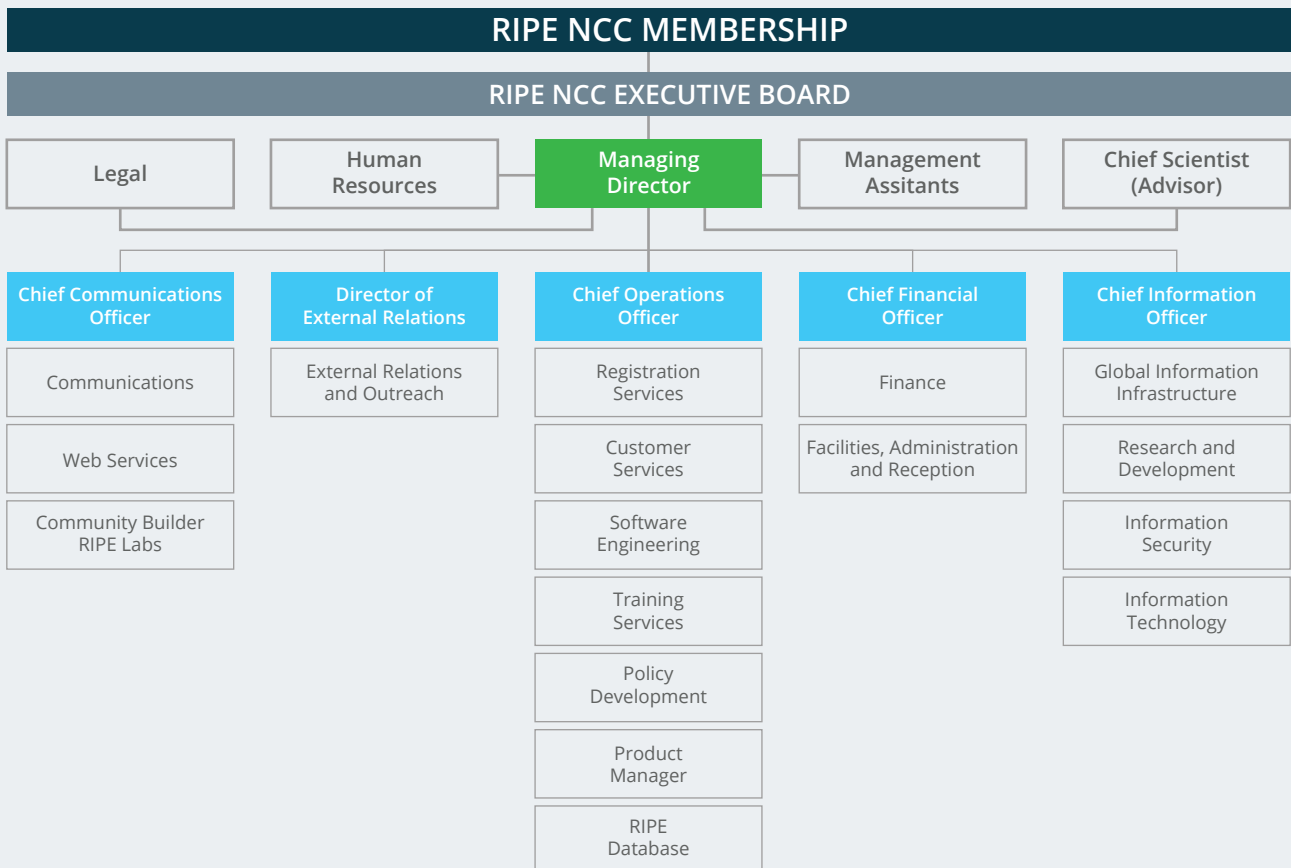 RIPE NCC MEMBERSHIP
RIPE NCC EXECUTIVE BOARD
Legal
Human
Resources
Managing
Director
Management
Assitants
Chief Scientist
(Advisor)
Chief Communications
Officer
Communications
Web Services
Community Builder
RIPE Labs
Director of
External Relations
External Relations
and Outreach
Chief Operations
Officer
Registration
Services
Customer
Services
Software
Engineering
Training
Services
Policy
Development
Product
Manager
RIPE
Database
Chief Financial
Officer
Finance
Facilities, Administration
and Reception
Chief Information
Officer
Global Information
Infrastructure
Research and
Development
Information
Security
Information
Technology